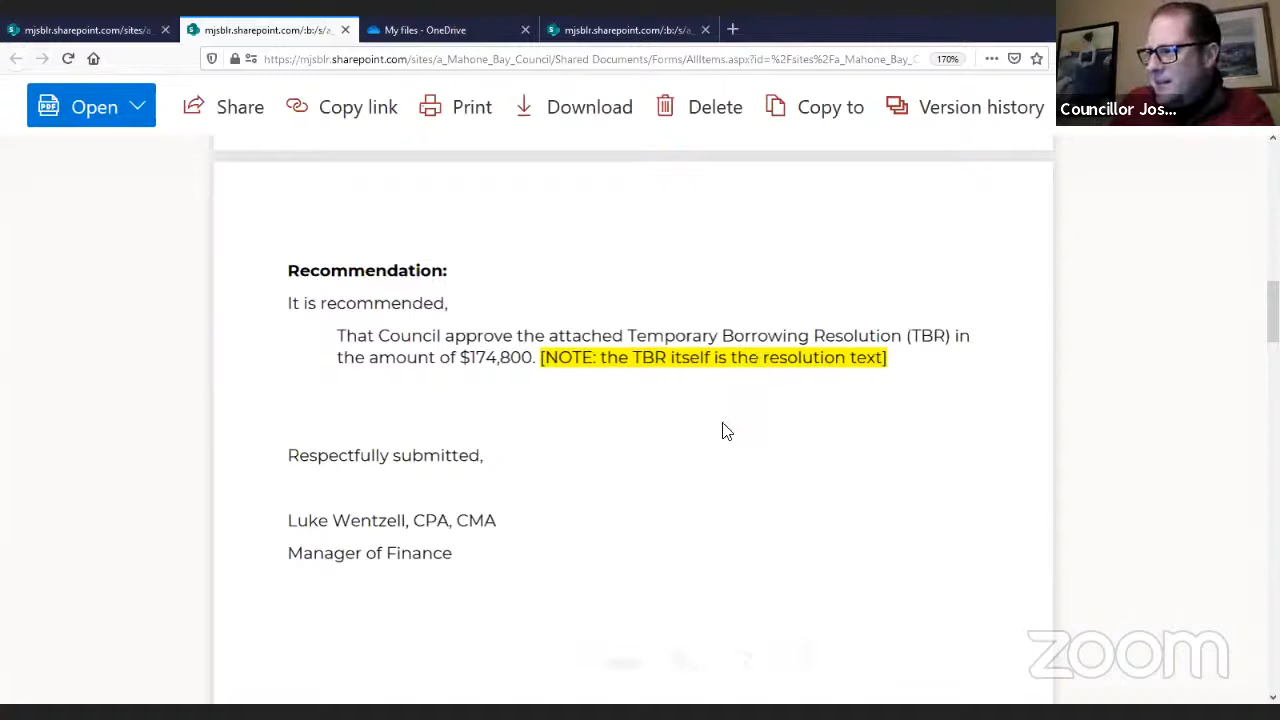 mjsblr.sharepoint.com/sites/a_
mjsblr.sharepoint.com/:b:/s/a_
My files - OneDrive
mjsblr.sharepoint.com/:b:/s/a_
https://mjsblr.sharepoint.com/sites/a_Mahone_Bay_Council/Shared Documents/Forms/AllItems.aspx?id=%2Fsites%2Fa_Mahone_Bay_C
170%
Open
Share
Copy link
Print
Download
Delete
Copy to
Version history
Councillor Jos...
Recommendation:
It is recommended,
That Council approve the attached Temporary Borrowing Resolution (TBR) in
the amount of $174,800. [NOTE: the TBR itself is the resolution text]
Respectfully submitted,
Luke Wentzell, CPA, CMA
Manager of Finance
zoom